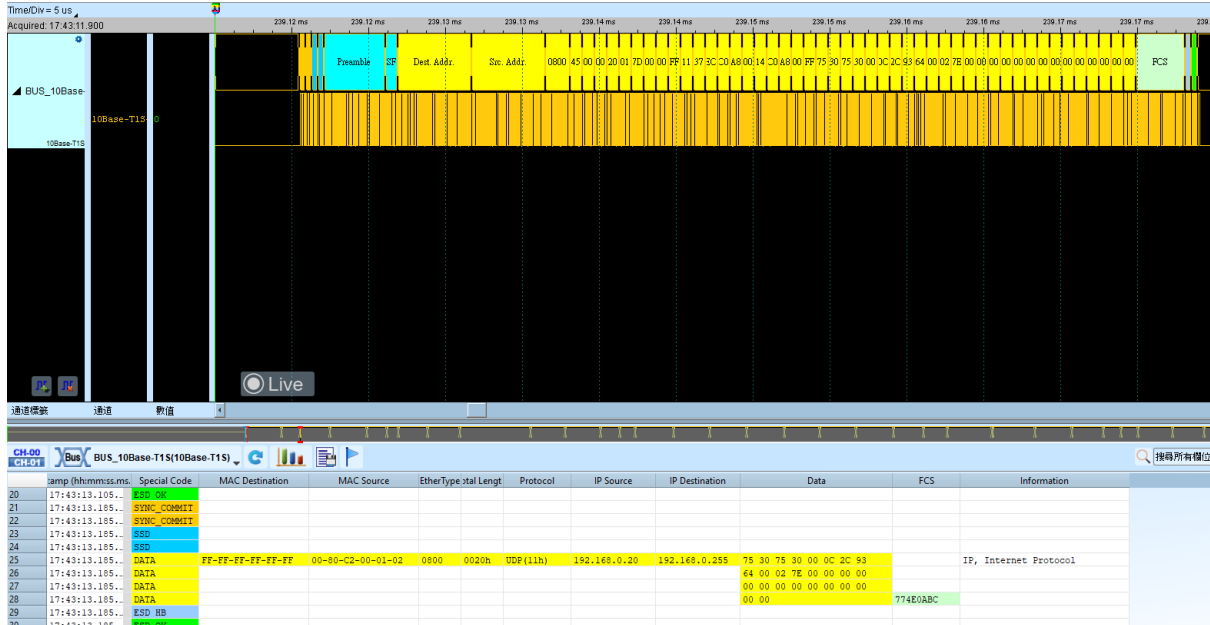 Time/Div = 5 us
Acquired: 17:43:11.900
239.12 ms 239.12 ms 239.13 ms 239.13 ms 239.14 ms 239.14 ms 239.15 ms 239.15 ms 239.16 ms 239.16 ms 239.17 ms 239.17 ms 239.
Preamble SF Dest. Addr. Src. Addr. 0800 45 00 00 20 01 7D 00 00 FF 11 37 3C C0 A8 00 14 C0 A8 00 FF 75 30 75 30 00 0C 2C 93 64 00 02 7E 00 00 00 00 00 00 00 00 00 00 00 00 00 00 FCS
BUS_10Base-
10Base-T1S 0
10Base-T1S
Live
通道標籤 通道 數值
CH-00
CH-01
Bus BUS_10Base-T1S(10Base-T1S) 搜尋所有欄位
:amp (hh:mm:ss.ms. Special Code MAC Destination MAC Source EtherType :otal Lengt Protocol IP Source IP Destination Data FCS Information
20 17:43:13.105... ESD OK
21 17:43:13.185... SYNC_COMMIT
22 17:43:13.185... SYNC_COMMIT
23 17:43:13.185... SSD
24 17:43:13.185... SSD
25 17:43:13.185... DATA FF-FF-FF-FF-FF-FF 00-80-C2-00-01-02 0800 0020h UDP(11h) 192.168.0.20 192.168.0.255 75 30 75 30 00 0C 2C 93 IP, Internet Protocol
26 17:43:13.185... DATA 64 00 02 7E 00 00 00 00
27 17:43:13.185... DATA 00 00 00 00 00 00 00 00
28 17:43:13.185... DATA 00 00 774E0ABC
29 17:43:13.185... ESD HB